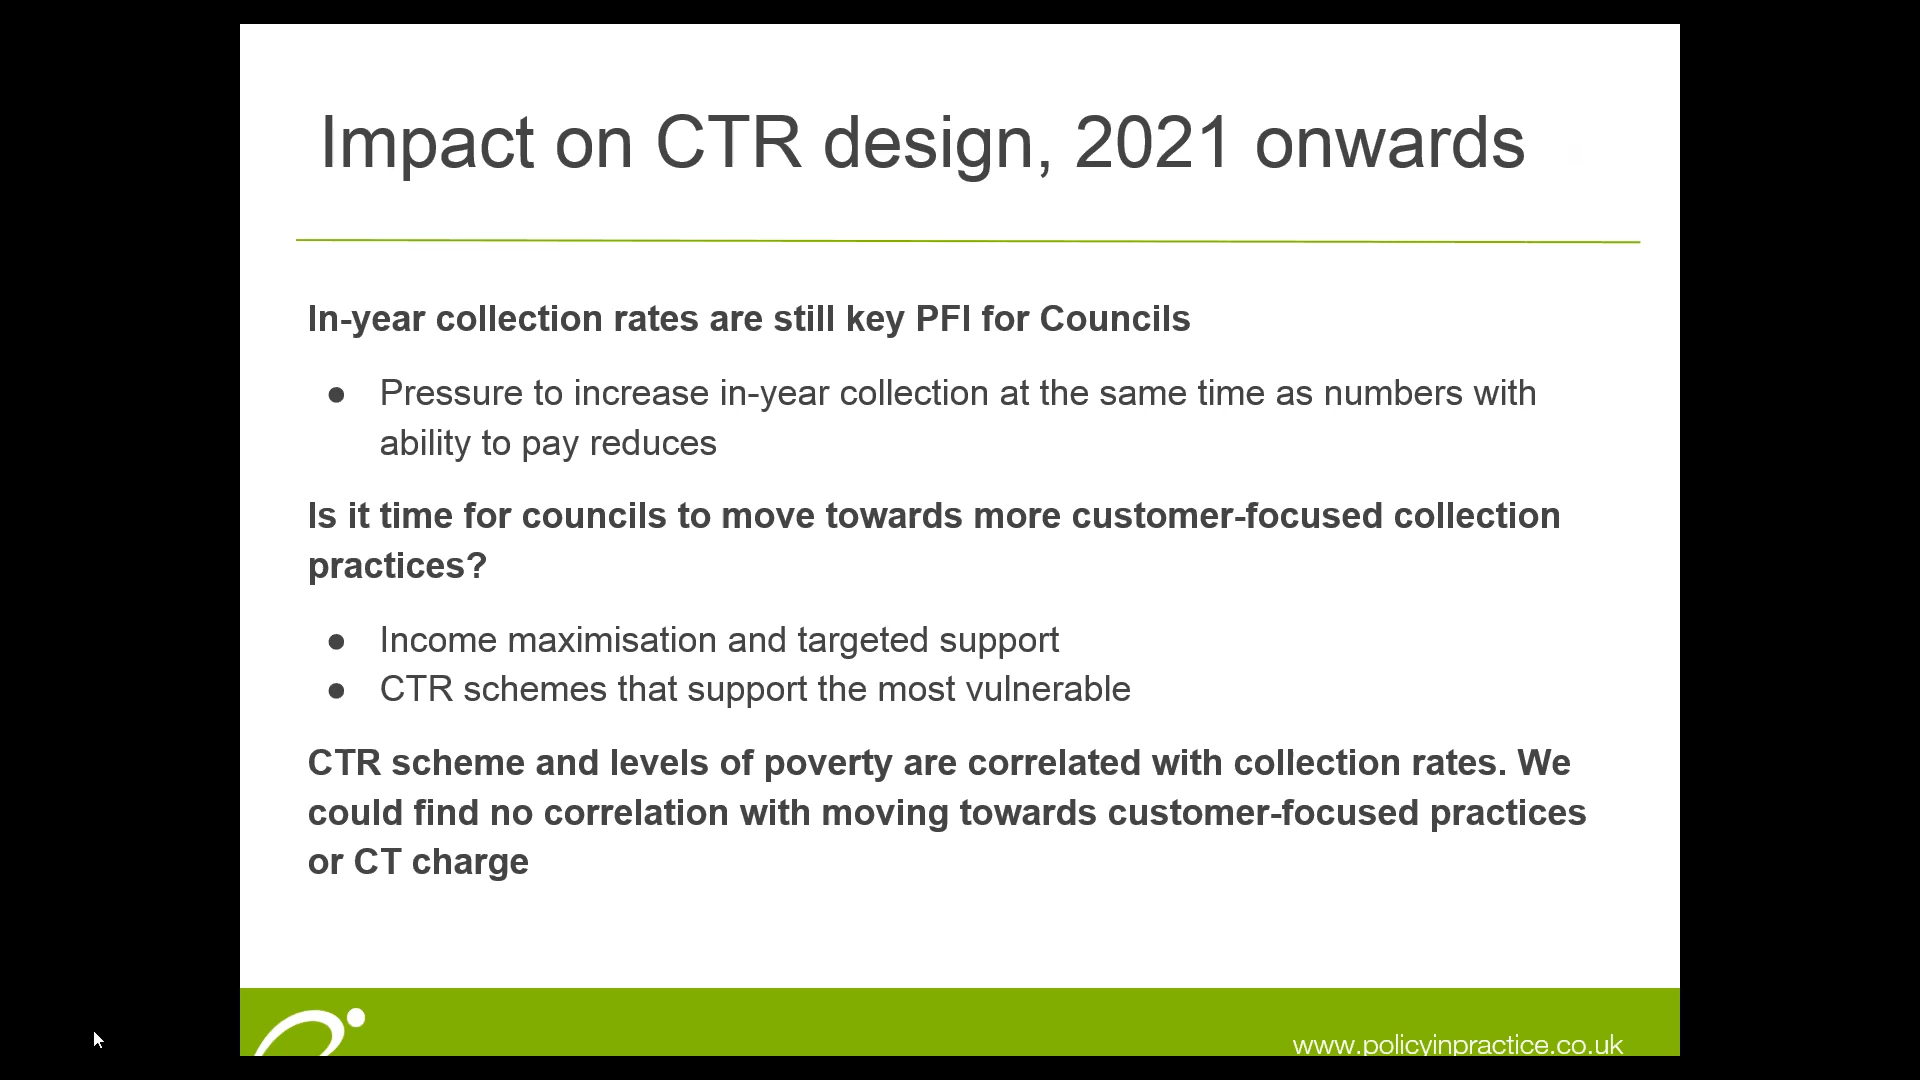 Impact on CTR design, 2021 onwards
In-year collection rates are still key PFI for Councils
● Pressure to increase in-year collection at the same time as numbers with
ability to pay reduces
Is it time for councils to move towards more customer-focused collection
practices?
● Income maximisation and targeted support
● CTR schemes that support the most vulnerable
CTR scheme and levels of poverty are correlated with collection rates. We
could find no correlation with moving towards customer-focused practices
or CT charge
www.policyinpractice.co.uk